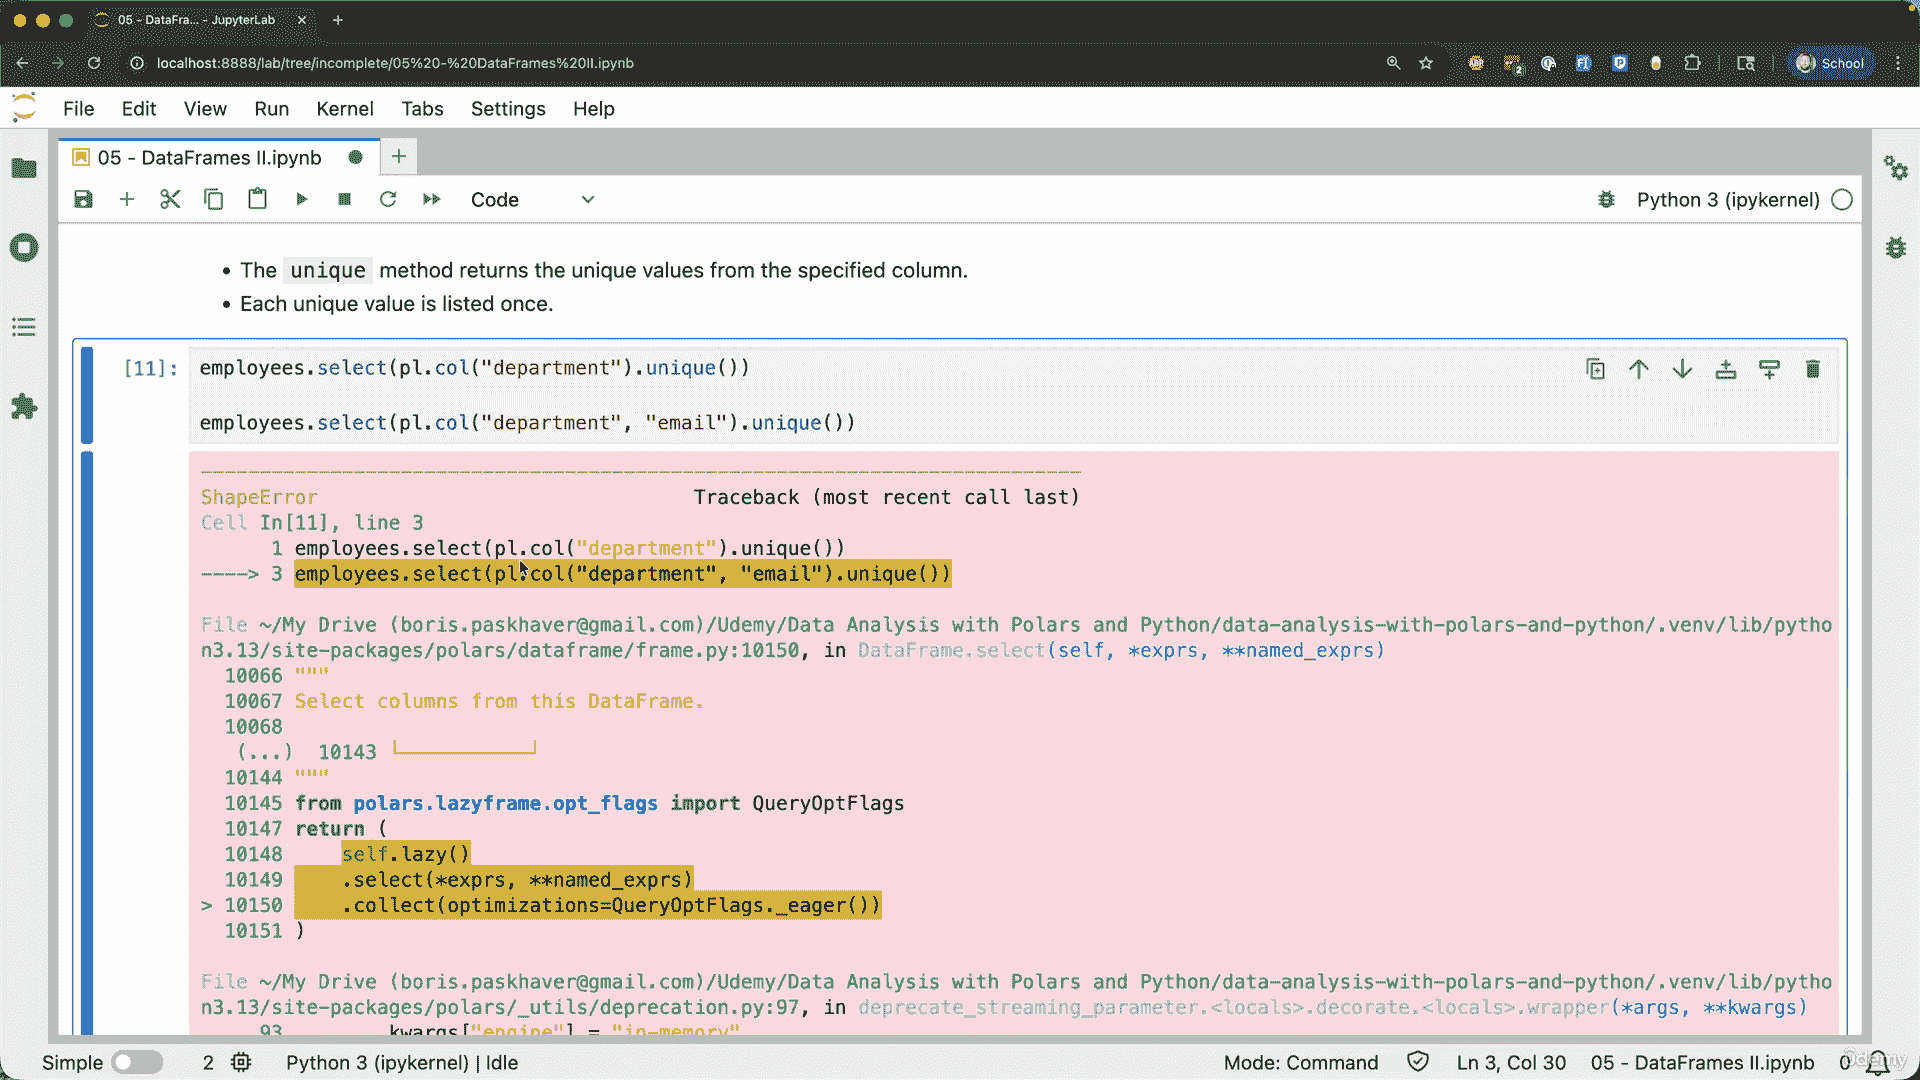 05 - DataFra... - JupyterLab
localhost:8888/lab/tree/incomplete/05%20-%20DataFrames%20II.ipynb
School
File Edit View Run Kernel Tabs Settings Help
05 - DataFrames II.ipynb
Code
Python 3 (ipykernel)
• The unique method returns the unique values from the specified column.
• Each unique value is listed once.
[11]: employees.select(pl.col("department").unique())
employees.select(pl.col("department", "email").unique())
ShapeError Traceback (most recent call last)
Cell In[11], line 3
1 employees.select(pl.col("department").unique())
----> 3 employees.select(pl.col("department", "email").unique())
File ~/My Drive (boris.paskhaver@gmail.com)/Udemy/Data Analysis with Polars and Python/data-analysis-with-polars-and-python/.venv/lib/pytho
n3.13/site-packages/polars/dataframe/frame.py:10150, in DataFrame.select(self, *exprs, **named_exprs)
10066 """
10067 Select columns from this DataFrame.
10068
(...) 10143 └─────────┘
10144 """
10145 from polars.lazyframe.opt_flags import QueryOptFlags
10147 return (
10148 self.lazy()
10149 .select(*exprs, **named_exprs)
> 10150 .collect(optimizations=QueryOptFlags._eager())
10151 )
File ~/My Drive (boris.paskhaver@gmail.com)/Udemy/Data Analysis with Polars and Python/data-analysis-with-polars-and-python/.venv/lib/pytho
n3.13/site-packages/polars/_utils/deprecation.py:97, in deprecate_streaming_parameter.<locals>.decorate.<locals>.wrapper(*args, **kwargs)
93 kwargs["engine"] = "in-memory"
Simple 2 Python 3 (ipykernel) | Idle Mode: Command Ln 3, Col 30 05 - DataFrames II.ipynb 0
Udemy